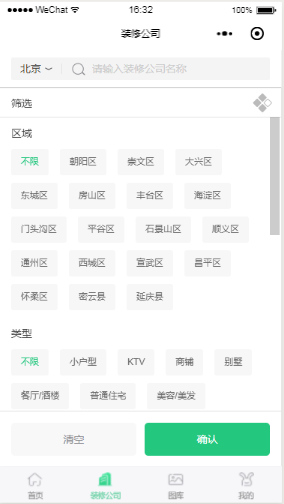 WeChat 16:32 100%
装修公司
北京 请输入装修公司名称
筛选
区域
不限 朝阳区 崇文区 大兴区
东城区 房山区 丰台区 海淀区
门头沟区 平谷区 石景山区 顺义区
通州区 西城区 宣武区 昌平区
怀柔区 密云县 延庆县
类型
不限 小户型 KTV 商铺 别墅
餐厅/酒楼 普通住宅 美容/美发
清空 确认
首页 装修公司 图库 我的